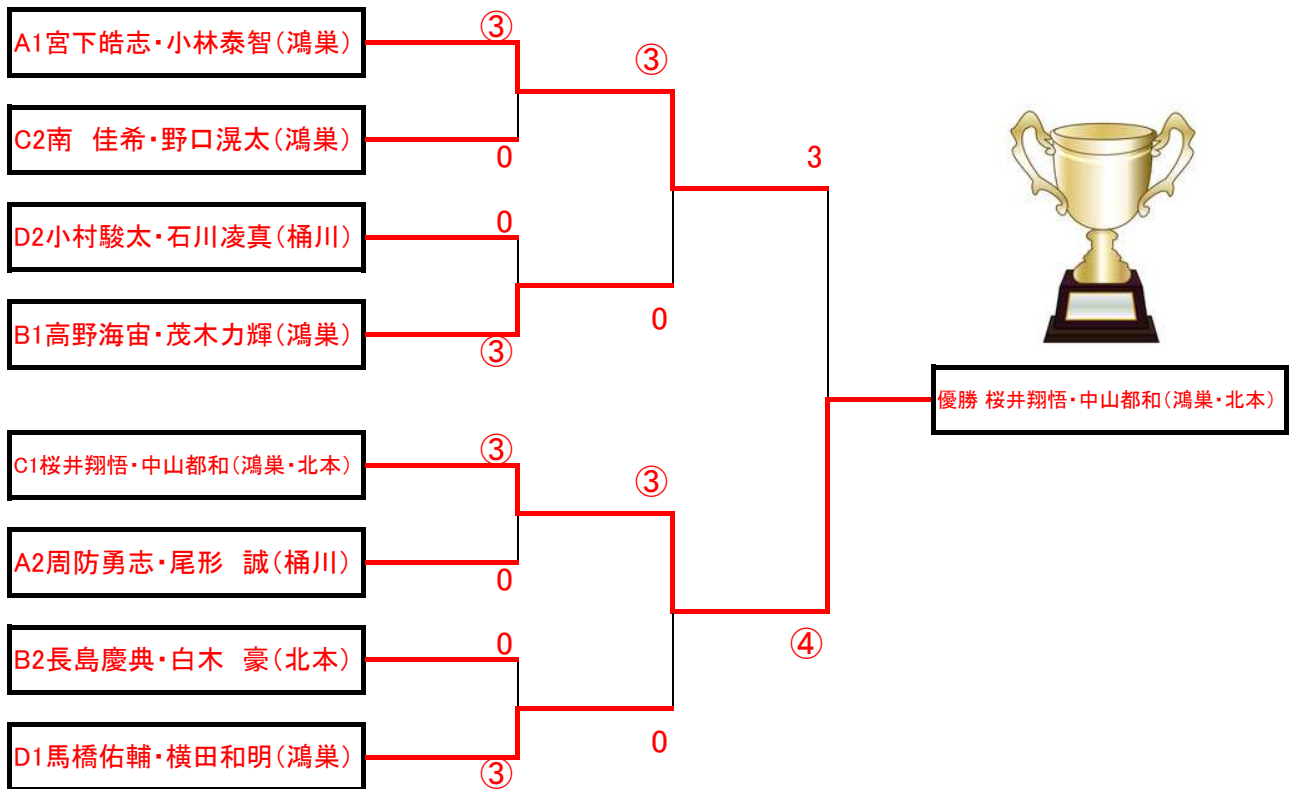 ③
A1宮下皓志・小林泰智(鴻巣)
③
C2南　佳希・野口滉太(鴻巣)
0
3
0
D2小村駿太・石川凌真(桶川)
0
B1高野海宙・茂木力輝(鴻巣)
③
優勝 桜井翔悟・中山都和(鴻巣・北本)
③
C1桜井翔悟・中山都和(鴻巣・北本)
③
A2周防勇志・尾形　誠(桶川)
0
0
④
B2長島慶典・白木　豪(北本)
0
D1馬橋佑輔・横田和明(鴻巣)
③